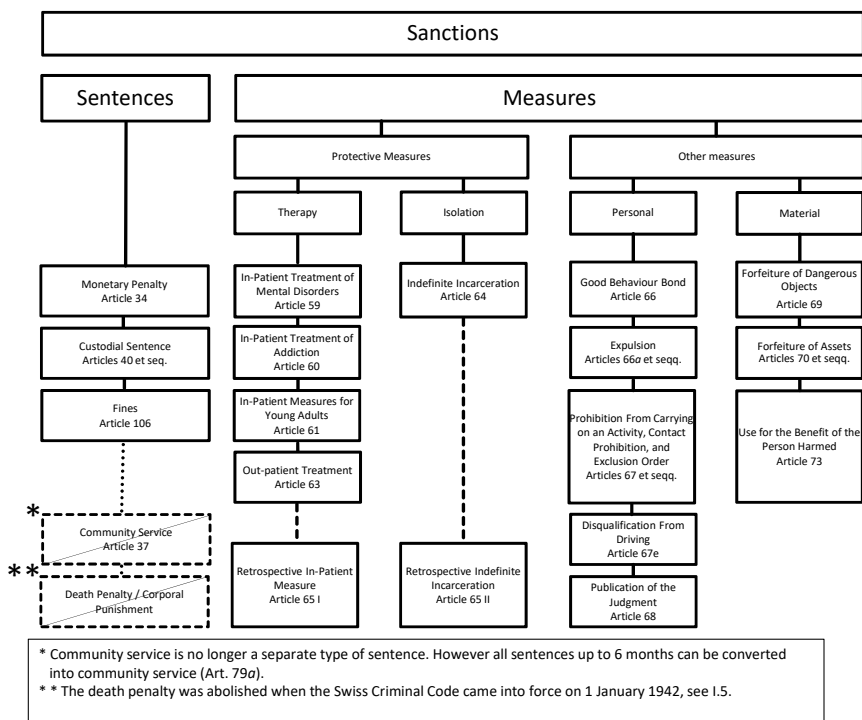 Sanctions
Sentences
Measures
Protective Measures
Other measures
Therapy
Isolation
Personal
Material
Monetary Penalty
Article 34
In-Patient Treatment of
Mental Disorders
Article 59
Indefinite Incarceration
Article 64
Good Behaviour Bond
Article 66
Forfeiture of Dangerous
Objects
Article 69
Custodial Sentence
Articles 40 et seq.
In-Patient Treatment of
Addiction
Article 60
Expulsion
Articles 66a et seqq.
Forfeiture of Assets
Articles 70 et seqq.
Fines
Article 106
In-Patient Measures for
Young Adults
Article 61
Prohibition From Carrying
on an Activity, Contact
Prohibition, and
Exclusion Order
Articles 67 et seqq.
Use for the Benefit of the
Person Harmed
Article 73
Out-patient Treatment
Article 63
*
Community Service
Article 37
Disqualification From
Driving
Article 67e
**
Death Penalty / Corporal
Punishment
Retrospective In-Patient
Measure
Article 65 I
Retrospective Indefinite
Incarceration
Article 65 II
Publication of the
Judgment
Article 68
* Community service is no longer a separate type of sentence. However all sentences up to 6 months can be converted
into community service (Art. 79a).
* * The death penalty was abolished when the Swiss Criminal Code came into force on 1 January 1942, see I.5.